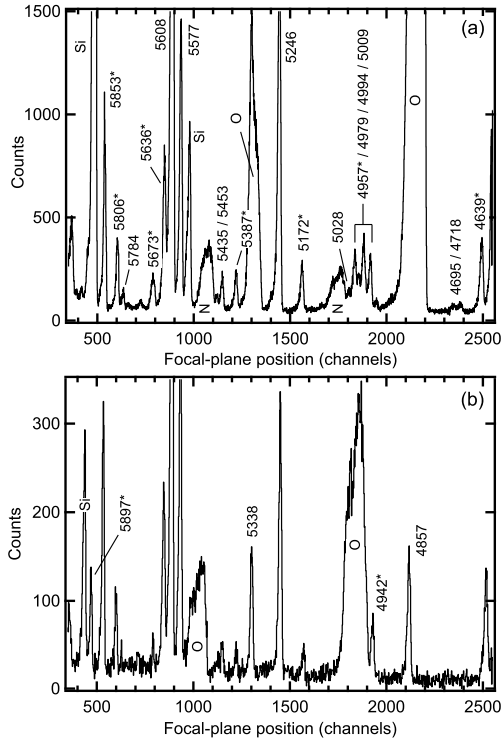 1500
1000
500
0
Counts
(a)
Si
5853*
5806*
5784
5673*
5636*
5608
5577
Si
N
5435 / 5453
5387*
O
5246
5172*
5028
N
4957* / 4979 / 4994 / 5009
O
4695 / 4718
4639*
500 1000 1500 2000 2500
Focal-plane position (channels)
300
200
100
0
Counts
(b)
Si
5897*
O
5338
O
4942*
4857
500 1000 1500 2000 2500
Focal-plane position (channels)